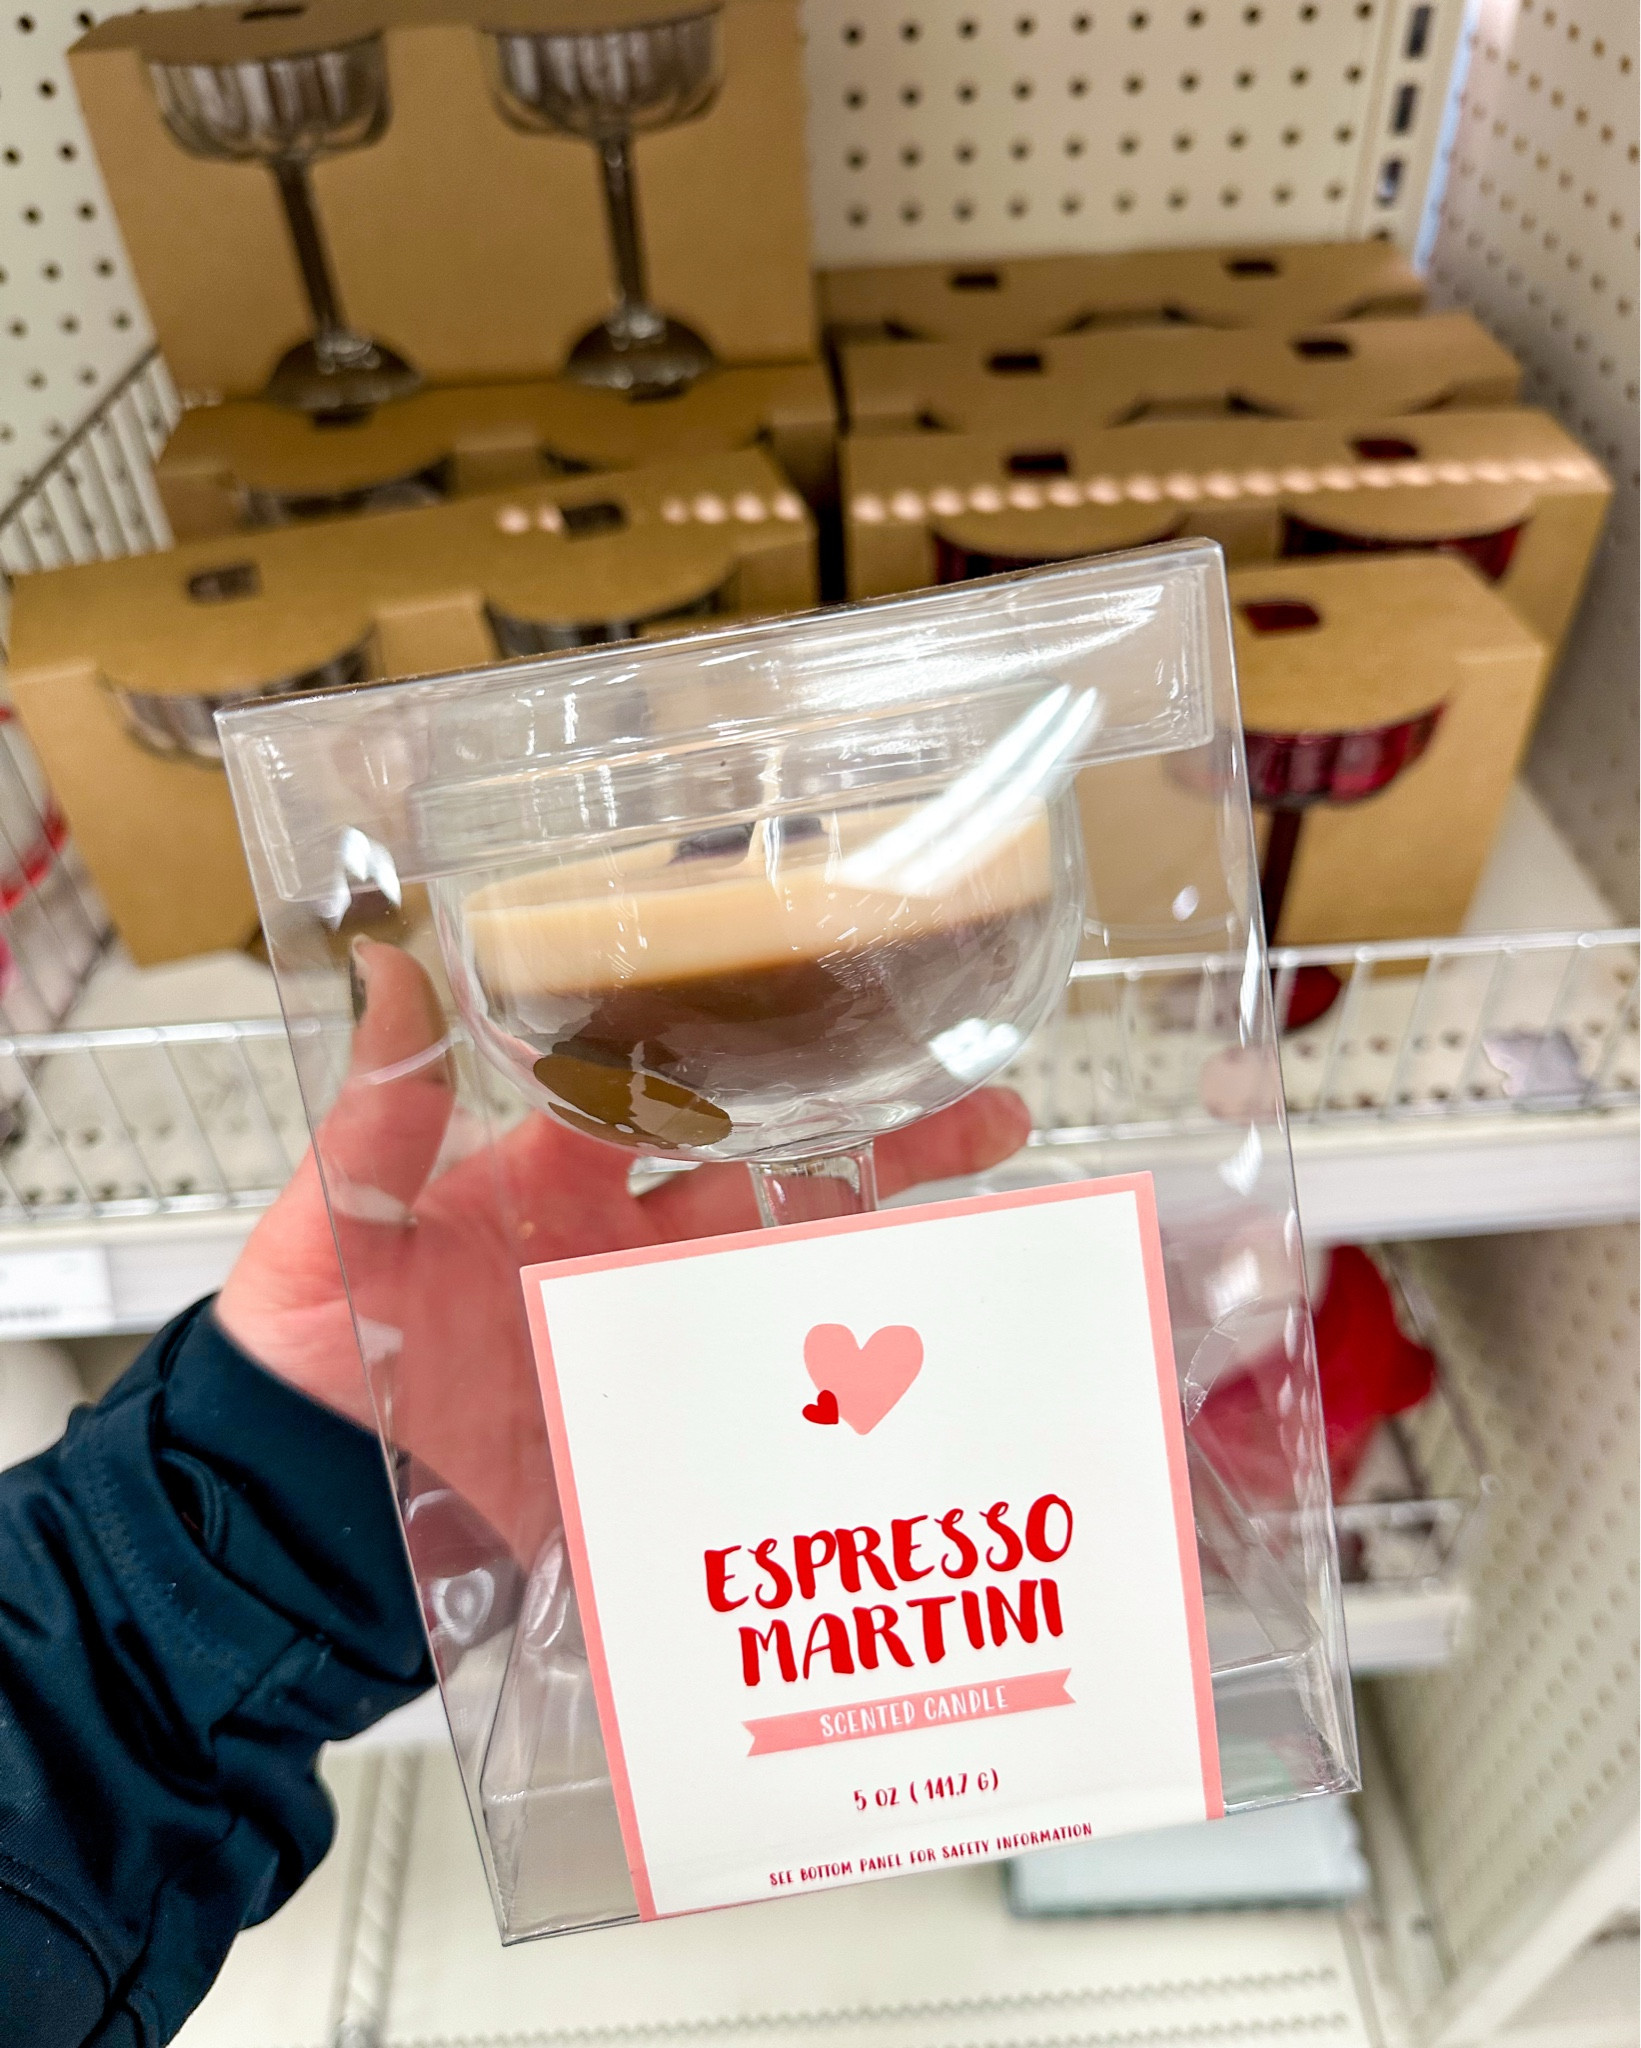 ESPRESSO
MARTINI
SCENTED CANDLE
5 OZ (141.7 G)
SEE BOTTOM PANEL FOR SAFETY INFORMATION